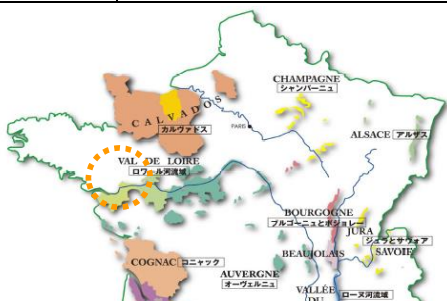 CHAMPAGNE
シャンパーニュ
CALVADOS
カルヴァドス
PARIS
ALSACE アルザス
VAL DE LOIRE
ロワール河流域
BOURGOGNE
ブルゴーニュとボジョレー
JURA
ジュラとサヴォア
SAVOIE
BEAUJOLAIS
COGNAC コニャック
AUVERGNE
オーヴェルニュ
VALLÉE
DU
ローヌ河流域